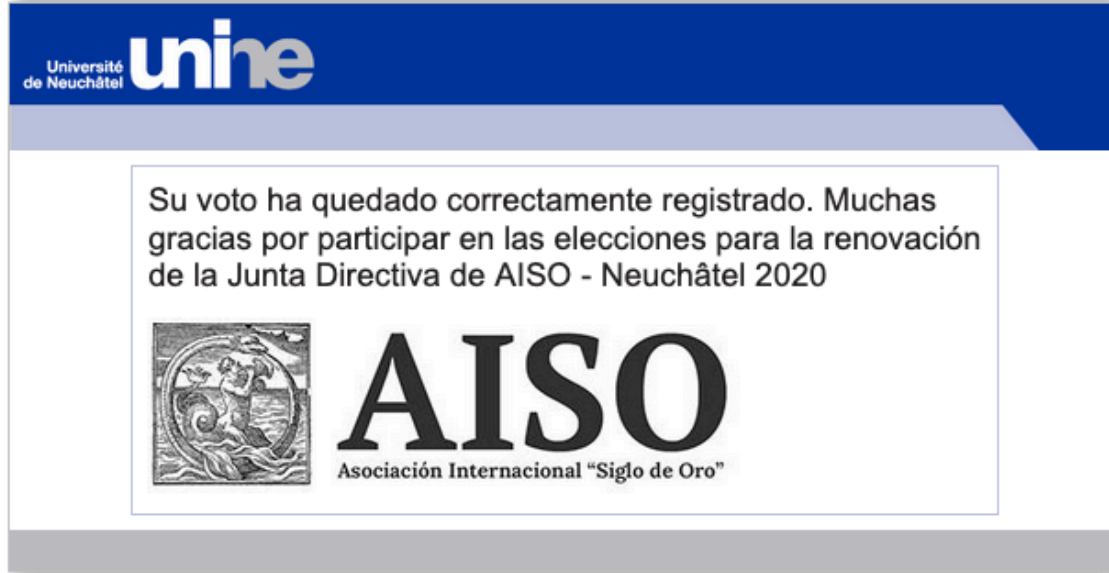 Université
de Neuchâtel
unine
Su voto ha quedado correctamente registrado. Muchas
gracias por participar en las elecciones para la renovación
de la Junta Directiva de AISO - Neuchâtel 2020
AISO
Asociación Internacional “Siglo de Oro”